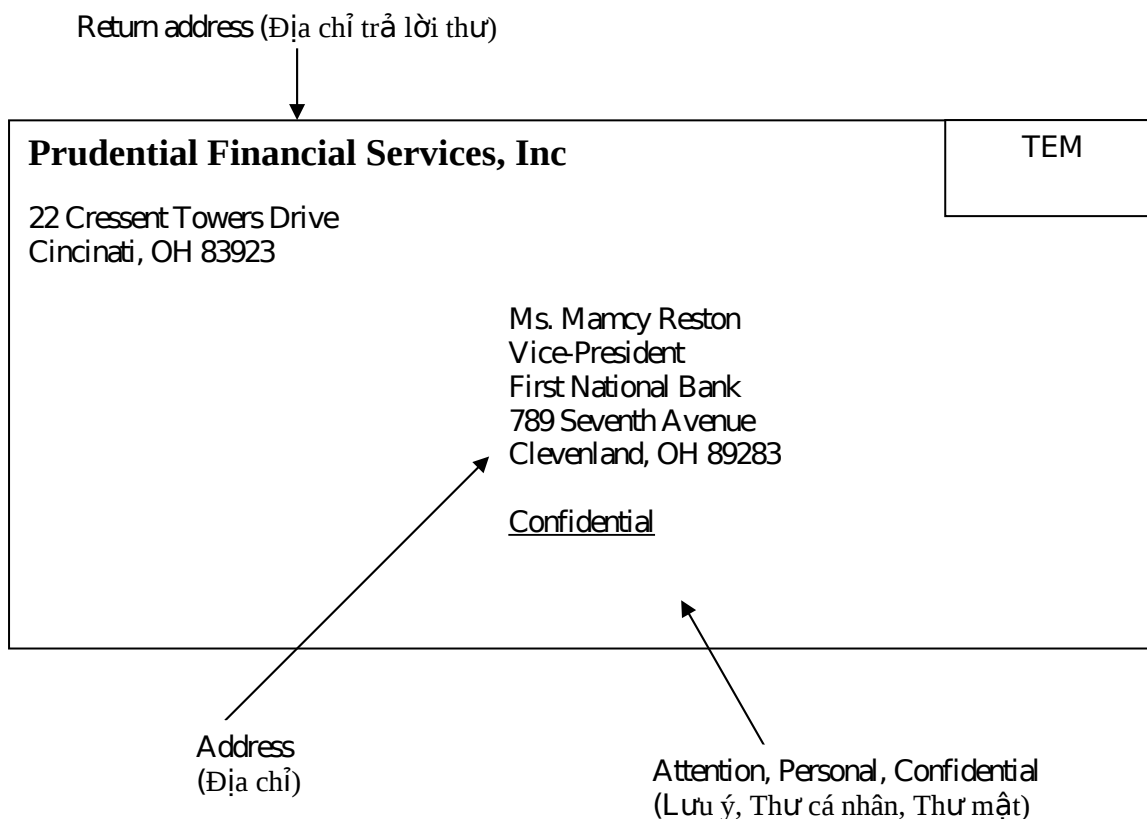 Return address (Địa chỉ trả lời thư)
Prudential Financial Services, Inc
TEM
22 Cressent Towers Drive
Cincinati, OH 83923
Ms. Mamcy Reston
Vice-President
First National Bank
789 Seventh Avenue
Clevenland, OH 89283
Confidential
Address
(Địa chỉ)
Attention, Personal, Confidential
(Lưu ý, Thư cá nhân, Thư mật)